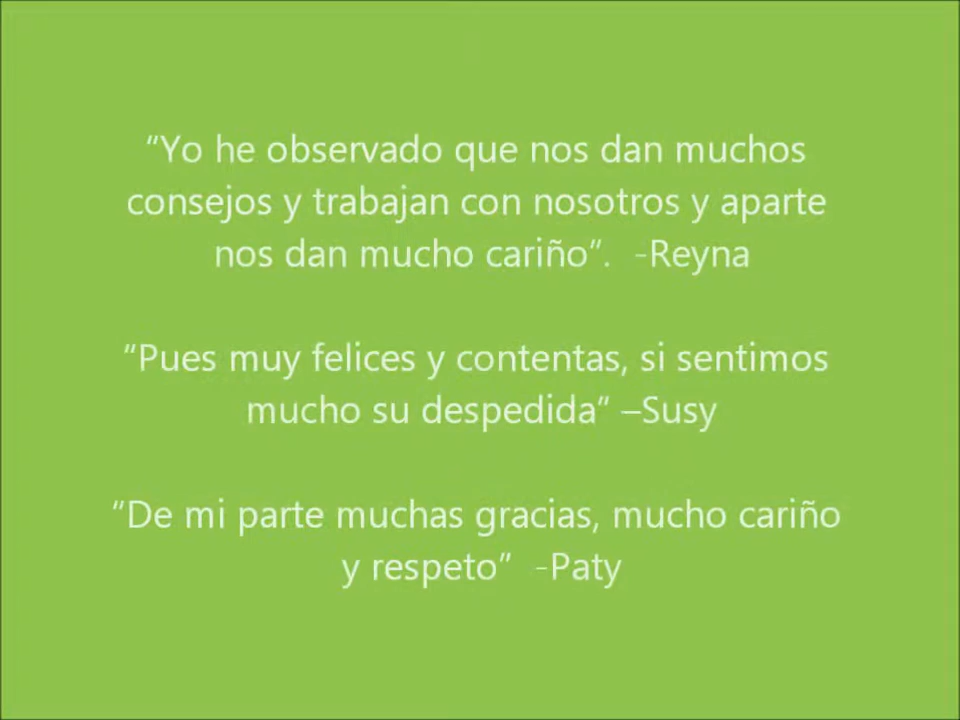 “Yo he observado que nos dan muchos
consejos y trabajan con nosotros y aparte
nos dan mucho cariño”.  -Reyna
“Pues muy felices y contentas, si sentimos
mucho su despedida” –Susy
“De mi parte muchas gracias, mucho cariño
y respeto”  -Paty